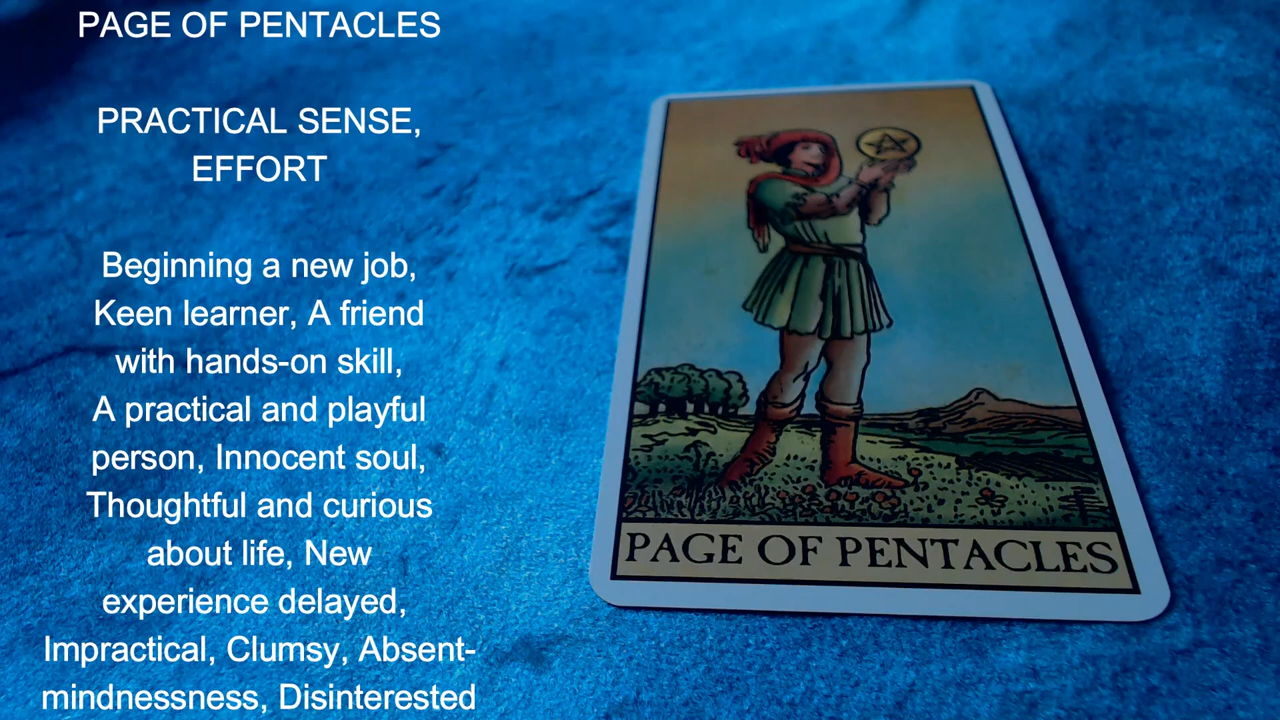 PAGE OF PENTACLES
PRACTICAL SENSE,
EFFORT
Beginning a new job,
Keen learner, A friend
with hands-on skill,
A practical and playful
person, Innocent soul,
Thoughtful and curious
about life, New
experience delayed,
Impractical, Clumsy, Absent-
mindnessness, Disinterested
PAGE OF PENTACLES